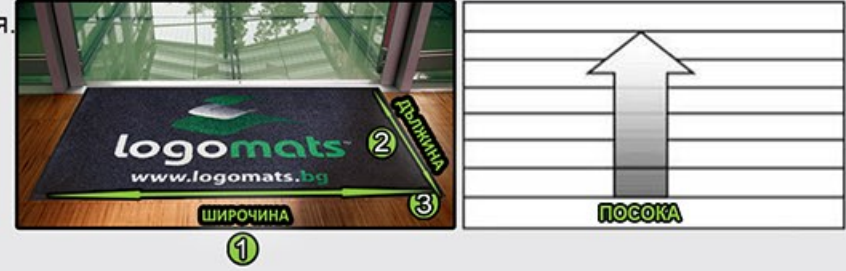 я.
logomats
www.logomats.bg
ДЪЛЖИНА
2
3
ШИРОЧИНА
1
ПОСОКА